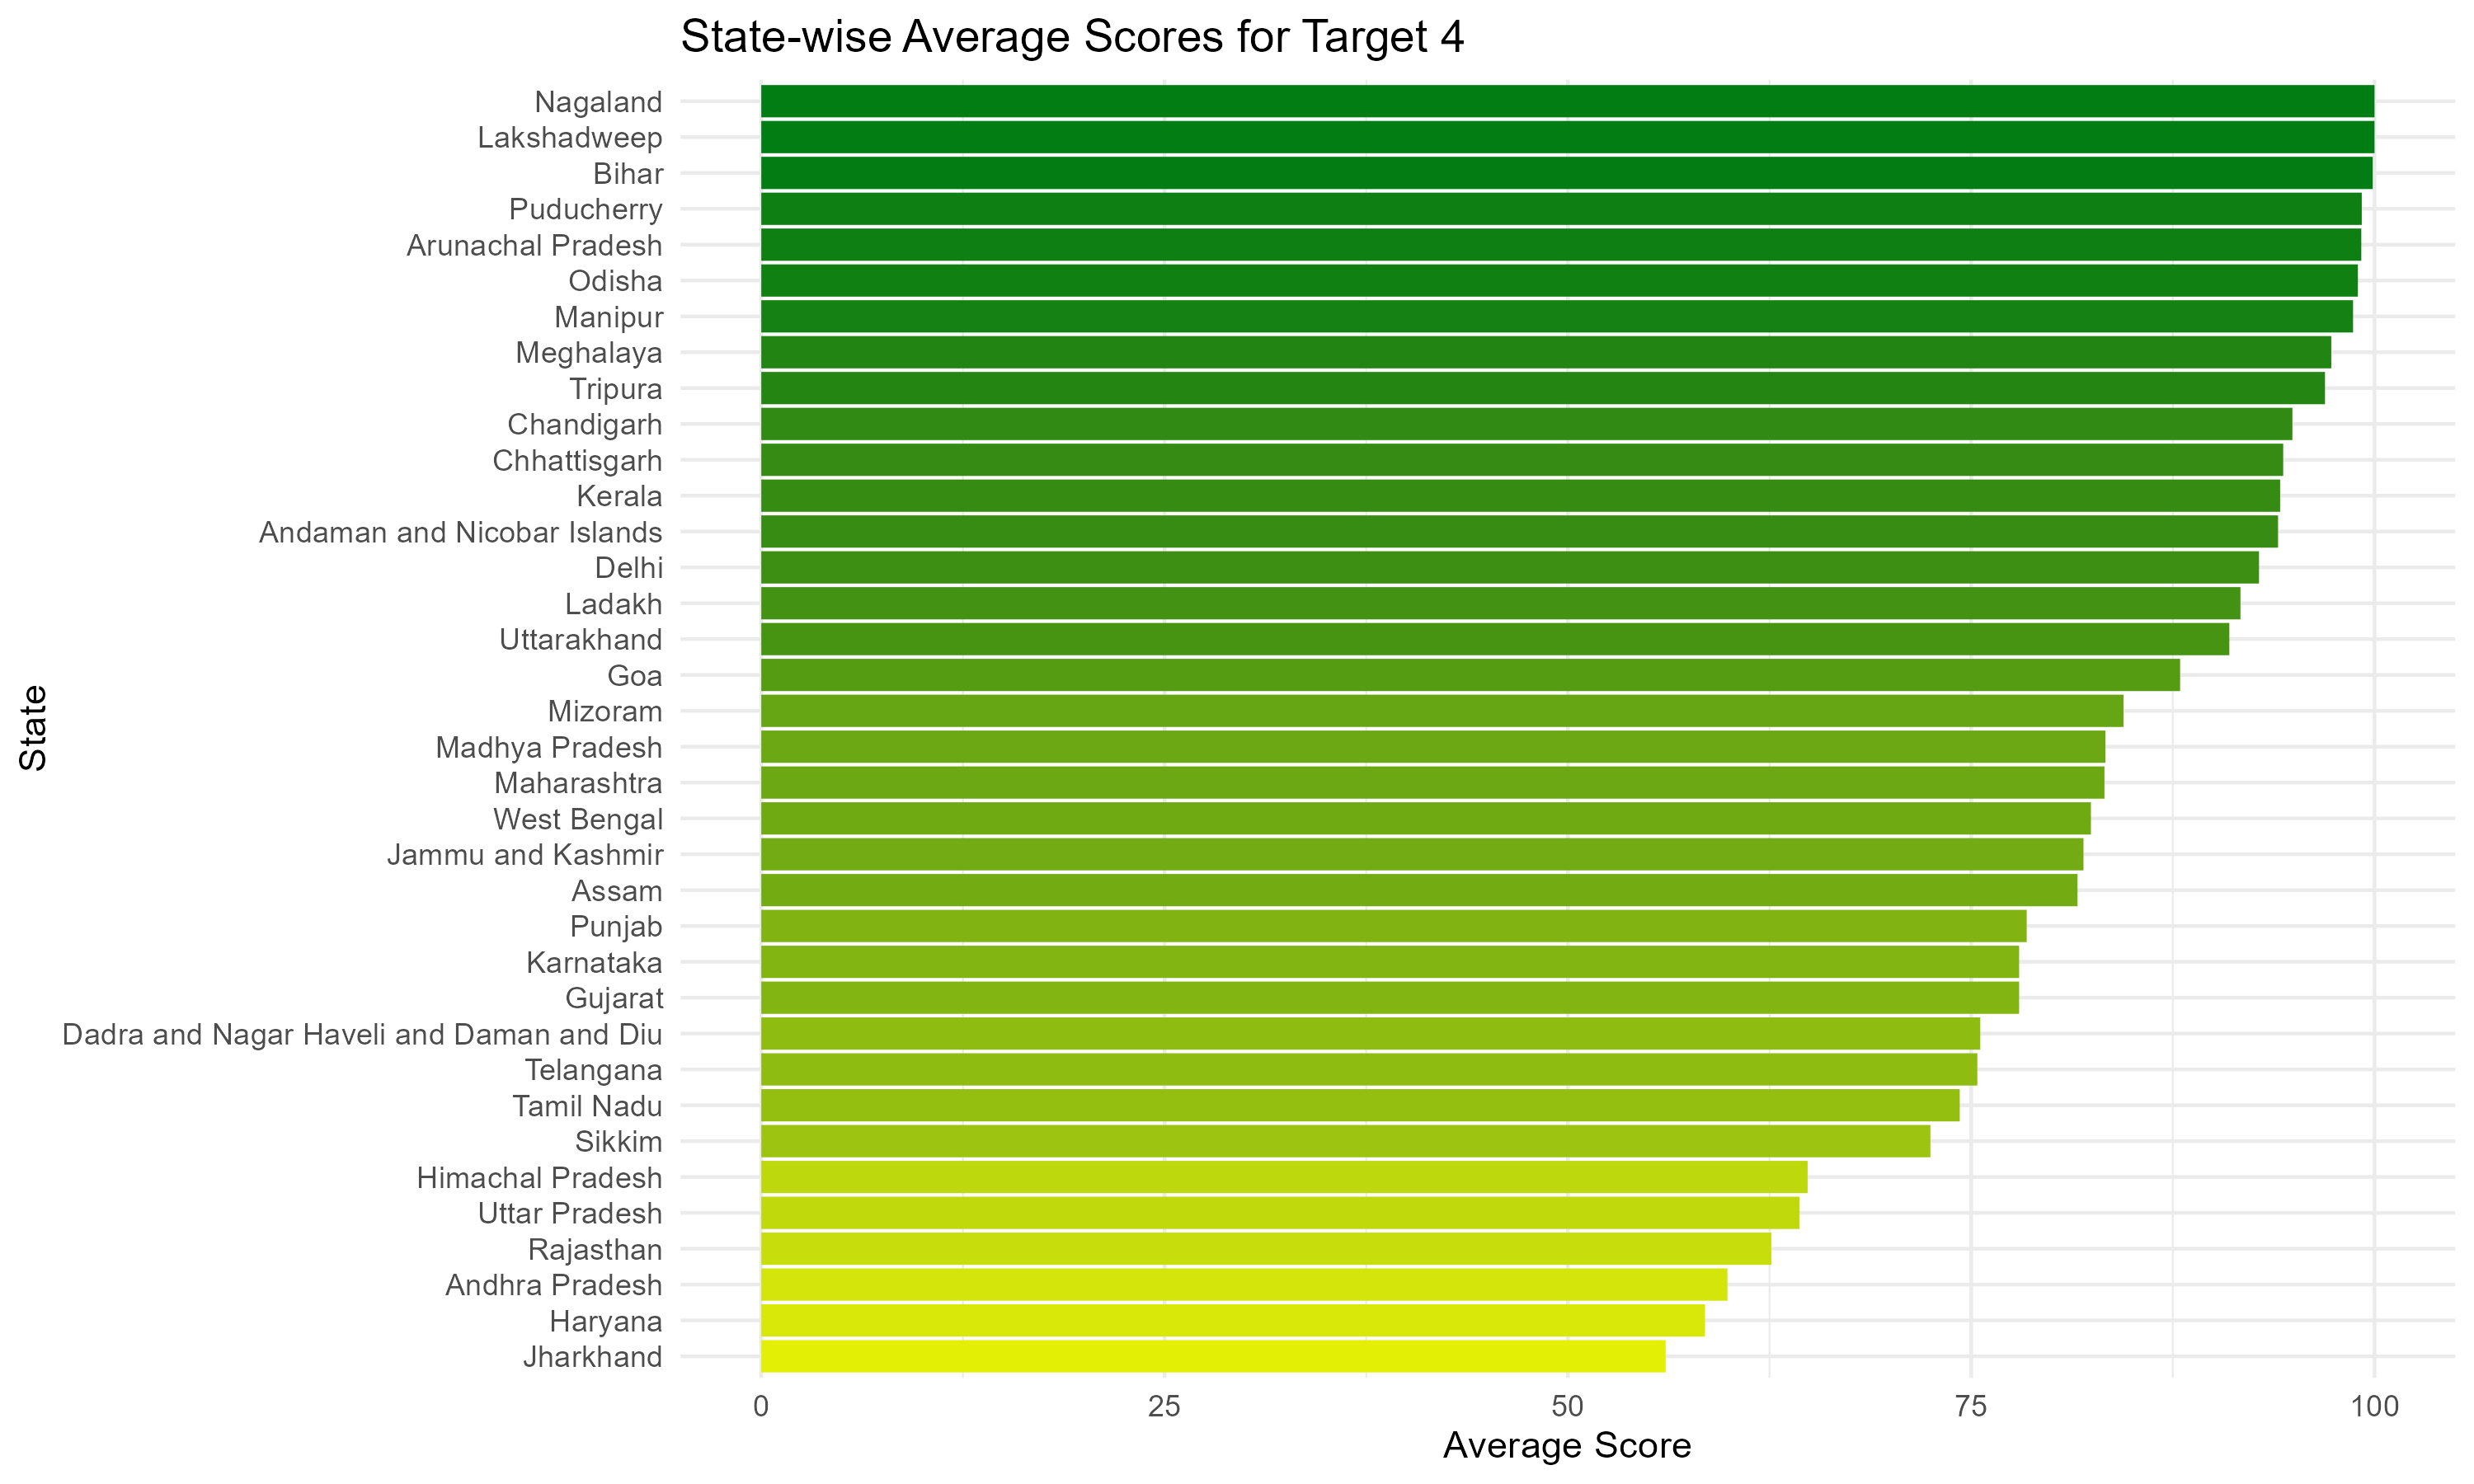 State-wise Average Scores for Target 4
Nagaland
Lakshadweep
Bihar
Puducherry
Arunachal Pradesh
Odisha
Manipur
Meghalaya
Tripura
Chandigarh
Chhattisgarh
Kerala
Andaman and Nicobar Islands
Delhi
Ladakh
Uttarakhand
Goa
Mizoram
Madhya Pradesh
Maharashtra
West Bengal
Jammu and Kashmir
Assam
Punjab
Karnataka
Gujarat
Dadra and Nagar Haveli and Daman and Diu
Telangana
Tamil Nadu
Sikkim
Himachal Pradesh
Uttar Pradesh
Rajasthan
Andhra Pradesh
Haryana
Jharkhand
State
0 25 50 75 100
Average Score